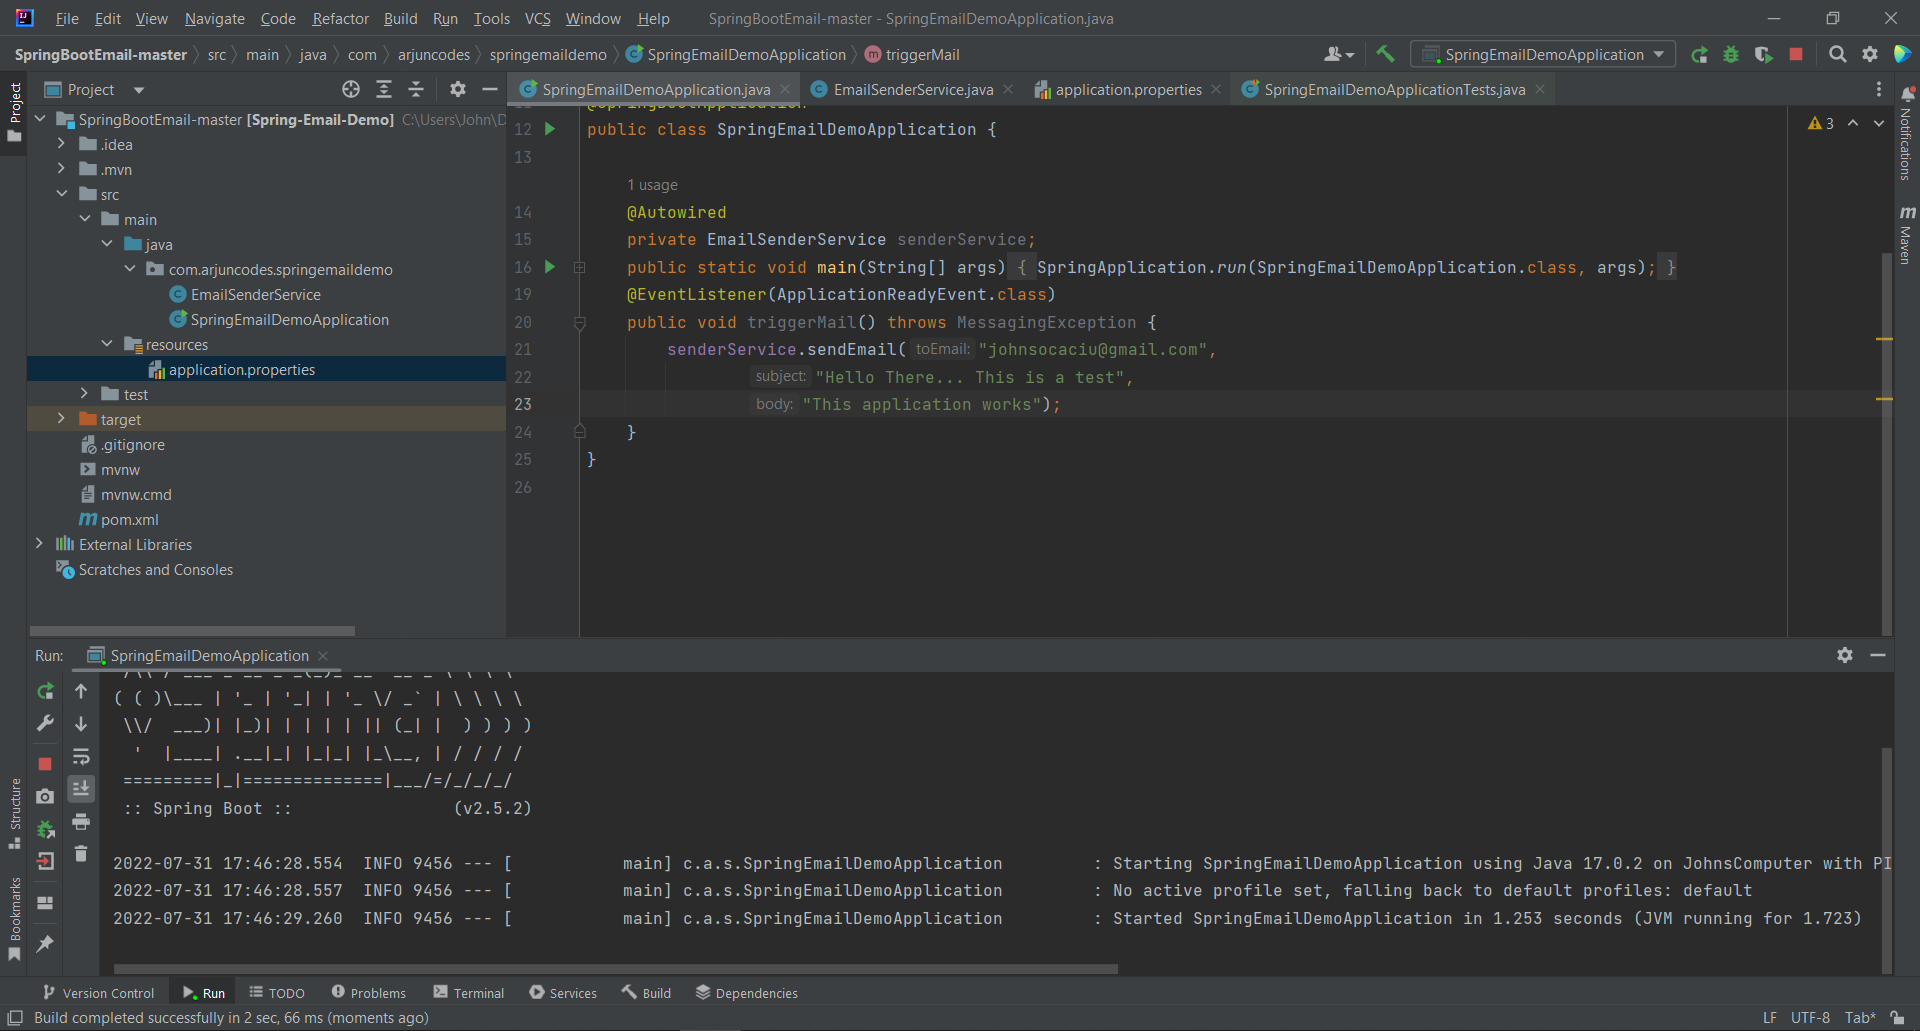 File Edit View Navigate Code Refactor Build Run Tools VCS Window Help SpringBootEmail-master - SpringEmailDemoApplication.java
SpringBootEmail-master src main java com arjuncodes springemaildemo SpringEmailDemoApplication triggerMail SpringEmailDemoApplication
Project
SpringEmailDemoApplication.java EmailSenderService.java application.properties SpringEmailDemoApplicationTests.java
Project
Notifications
Maven
Structure
Bookmarks
SpringBootEmail-master [Spring-Email-Demo] C:\Users\John\D
.idea
.mvn
src
main
java
com.arjuncodes.springemaildemo
EmailSenderService
SpringEmailDemoApplication
resources
application.properties
test
target
.gitignore
mvnw
mvnw.cmd
pom.xml
External Libraries
Scratches and Consoles
@SpringBootApplication
12 public class SpringEmailDemoApplication {
3
13
1 usage
14 @Autowired
15 private EmailSenderService senderService;
16 public static void main(String[] args) { SpringApplication.run(SpringEmailDemoApplication.class, args); }
19 @EventListener(ApplicationReadyEvent.class)
20 public void triggerMail() throws MessagingException {
21 senderService.sendEmail( toEmail: "johnsocaciu@gmail.com",
22 subject: "Hello There... This is a test",
23 body: "This application works");
24 }
25 }
26
Run: SpringEmailDemoApplication
( ( )\___ | '_ | '_| | '_ \/ _` | \ \ \ \
\\/  ___)| |_)| | | | | || (_| |  ) ) ) )
'  |____| .__|_| |_|_| |_\__, | / / / /
=========|_|==============|___/=/_/_/_/
:: Spring Boot :: (v2.5.2)
2022-07-31 17:46:28.554 INFO 9456 --- [ main] c.a.s.SpringEmailDemoApplication : Starting SpringEmailDemoApplication using Java 17.0.2 on JohnsComputer with PI
2022-07-31 17:46:28.557 INFO 9456 --- [ main] c.a.s.SpringEmailDemoApplication : No active profile set, falling back to default profiles: default
2022-07-31 17:46:29.260 INFO 9456 --- [ main] c.a.s.SpringEmailDemoApplication : Started SpringEmailDemoApplication in 1.253 seconds (JVM running for 1.723)
Version Control Run TODO Problems Terminal Services Build Dependencies
Build completed successfully in 2 sec, 66 ms (moments ago) LF UTF-8 Tab*